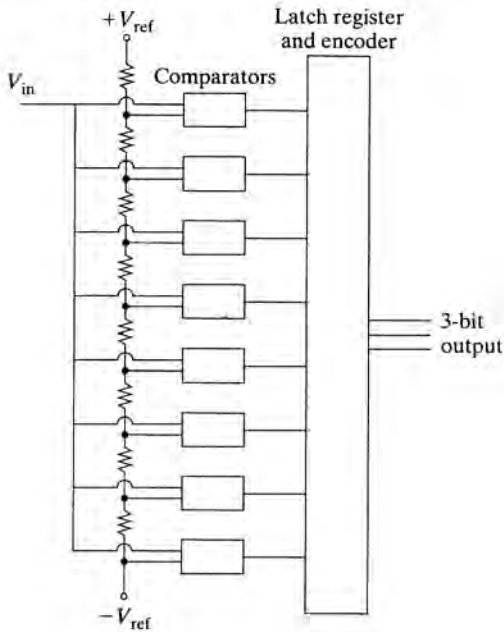 Latch register
and encoder
+V_ref
Comparators
V_in
3-bit
output
−V_ref